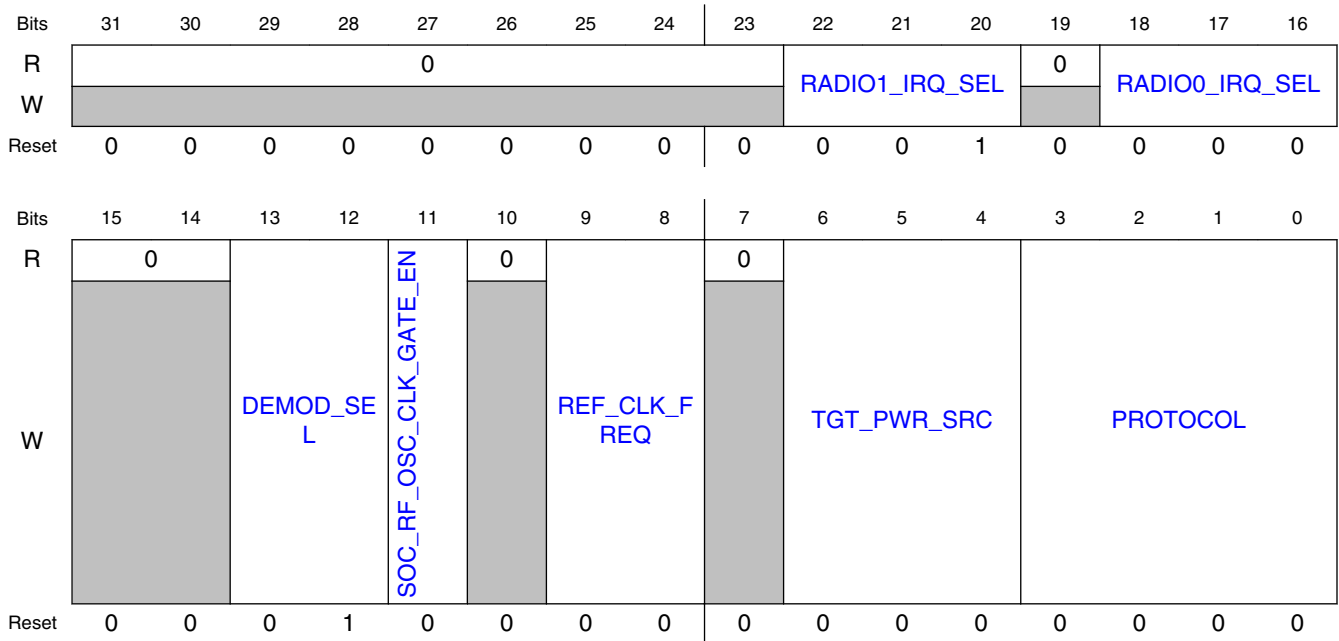 Bits 31 30 29 28 27 26 25 24 23 22 21 20 19 18 17 16
R 0 RADIO1_IRQ_SEL 0 RADIO0_IRQ_SEL
W
Reset 0 0 0 0 0 0 0 0 0 0 0 1 0 0 0 0
Bits 15 14 13 12 11 10 9 8 7 6 5 4 3 2 1 0
R 0 0 0
W DEMOD_SE
L
SOC_RF_OSC_CLK_GATE_EN
REF_CLK_F
REQ
TGT_PWR_SRC PROTOCOL
Reset 0 0 0 1 0 0 0 0 0 0 0 0 0 0 0 0